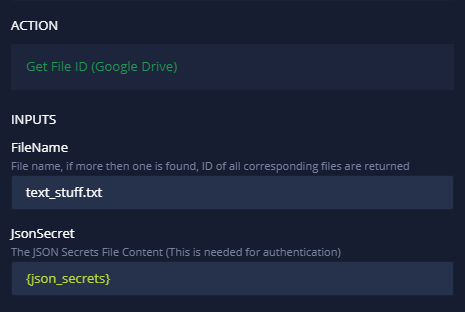 ACTION
Get File ID (Google Drive)
INPUTS
FileName
File name, if more then one is found, ID of all corresponding files are returned
text_stuff.txt
JsonSecret
The JSON Secrets File Content (This is needed for authentication)
{json_secrets}